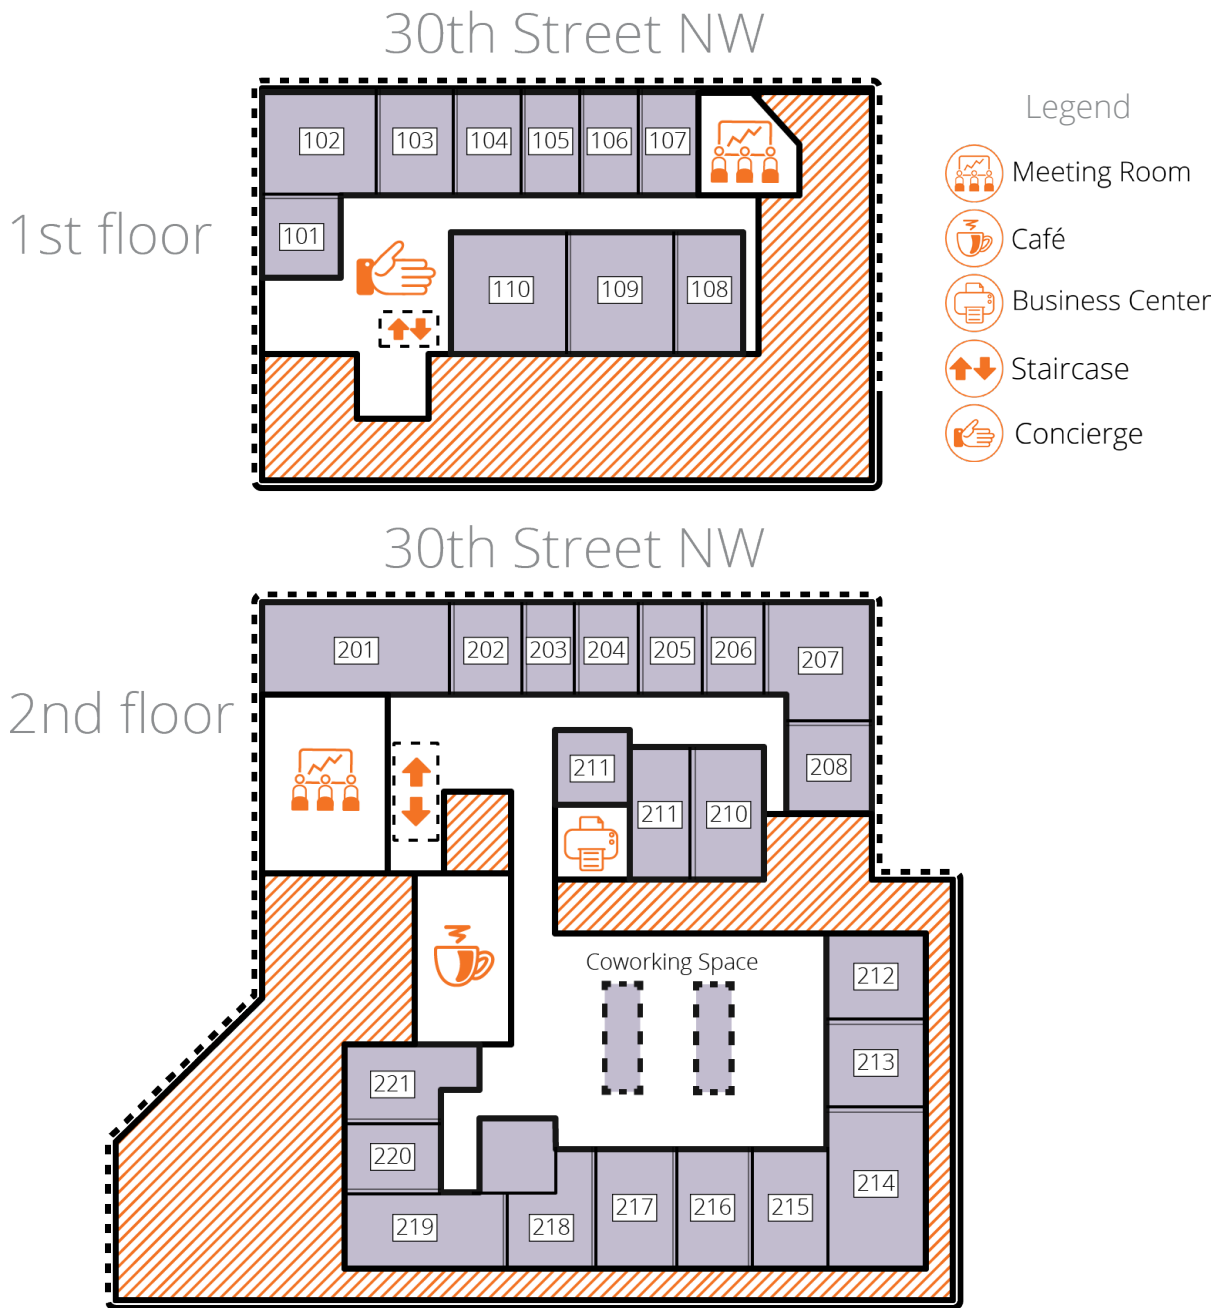 30th Street NW
Legend
Meeting Room
Café
Business Center
Staircase
Concierge
1st floor
102
103
104
105
106
107
101
110
109
108
30th Street NW
2nd floor
201
202
203
204
205
206
207
208
211
211
210
Coworking Space
212
213
214
221
220
219
218
217
216
215